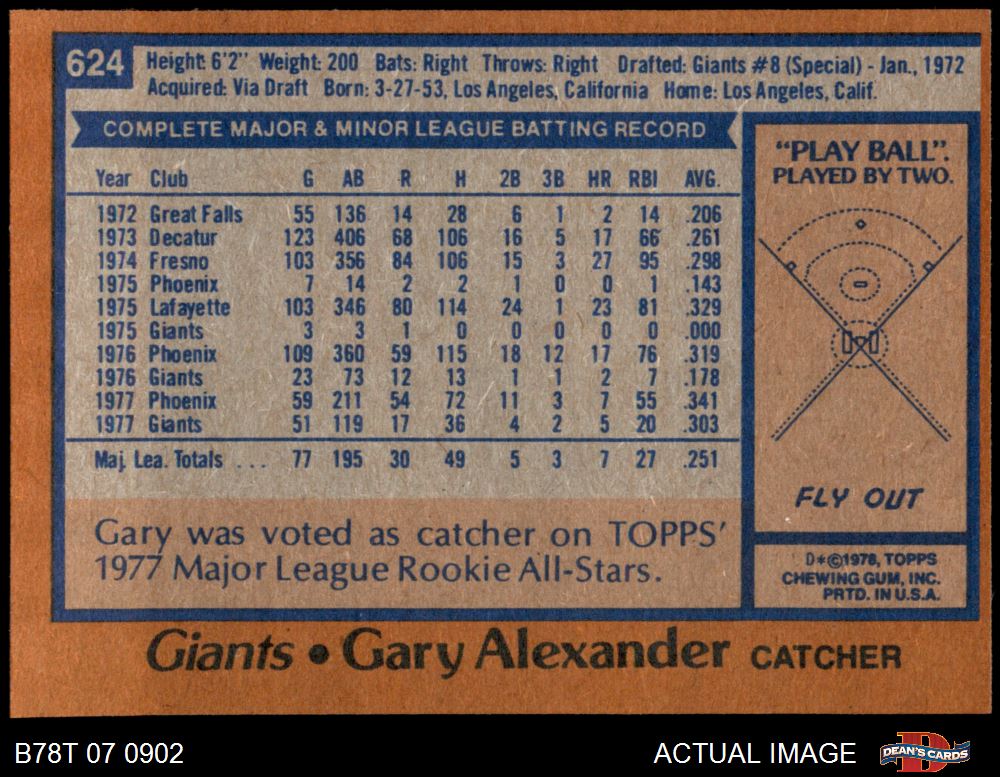 624
Height: 6'2" Weight: 200 Bats: Right Throws: Right Drafted: Giants #8 (Special) - Jan., 1972
Acquired: Via Draft Born: 3-27-53, Los Angeles, California Home: Los Angeles, Calif.
COMPLETE MAJOR & MINOR LEAGUE BATTING RECORD
Year Club G AB R H 2B 3B HR RBI AVG.
1972 Great Falls 55 136 14 28 6 1 2 14 .206
1973 Decatur 123 406 68 106 16 5 17 66 .261
1974 Fresno 103 356 84 106 15 3 27 95 .298
1975 Phoenix 7 14 2 2 1 0 0 1 .143
1975 Lafayette 103 346 80 114 24 1 23 81 .329
1975 Giants 3 3 1 0 0 0 0 0 .000
1976 Phoenix 109 360 59 115 18 12 17 76 .319
1976 Giants 23 73 12 13 1 1 2 7 .178
1977 Phoenix 59 211 54 72 11 3 7 55 .341
1977 Giants 51 119 17 36 4 2 5 20 .303
Maj. Lea. Totals ... 77 195 30 49 5 3 7 27 .251
Gary was voted as catcher on TOPPS'
1977 Major League Rookie All-Stars.
"PLAY BALL".
PLAYED BY TWO.
FLY OUT
D*©1978, TOPPS
CHEWING GUM, INC.
PRTD. IN U.S.A.
Giants • Gary Alexander CATCHER
B78T 07 0902
ACTUAL IMAGE
DEAN'S CARDS